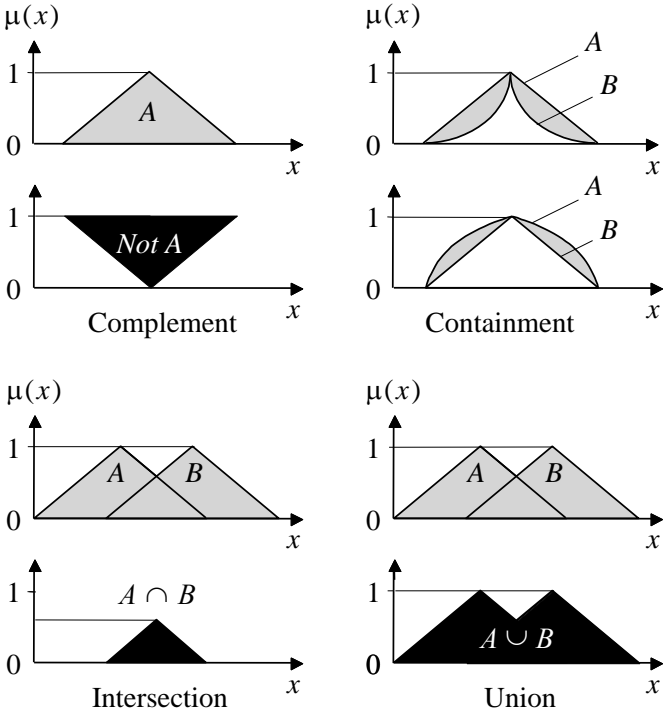 μ(x)
1
A
0
x
1
Not A
0
x
Complement
μ(x)
1
A
B
0
x
1
A
B
0
x
Containment
μ(x)
1
A B
0
x
1
A ∩ B
0
x
Intersection
μ(x)
1
A B
0
x
1
A ∪ B
0
x
Union